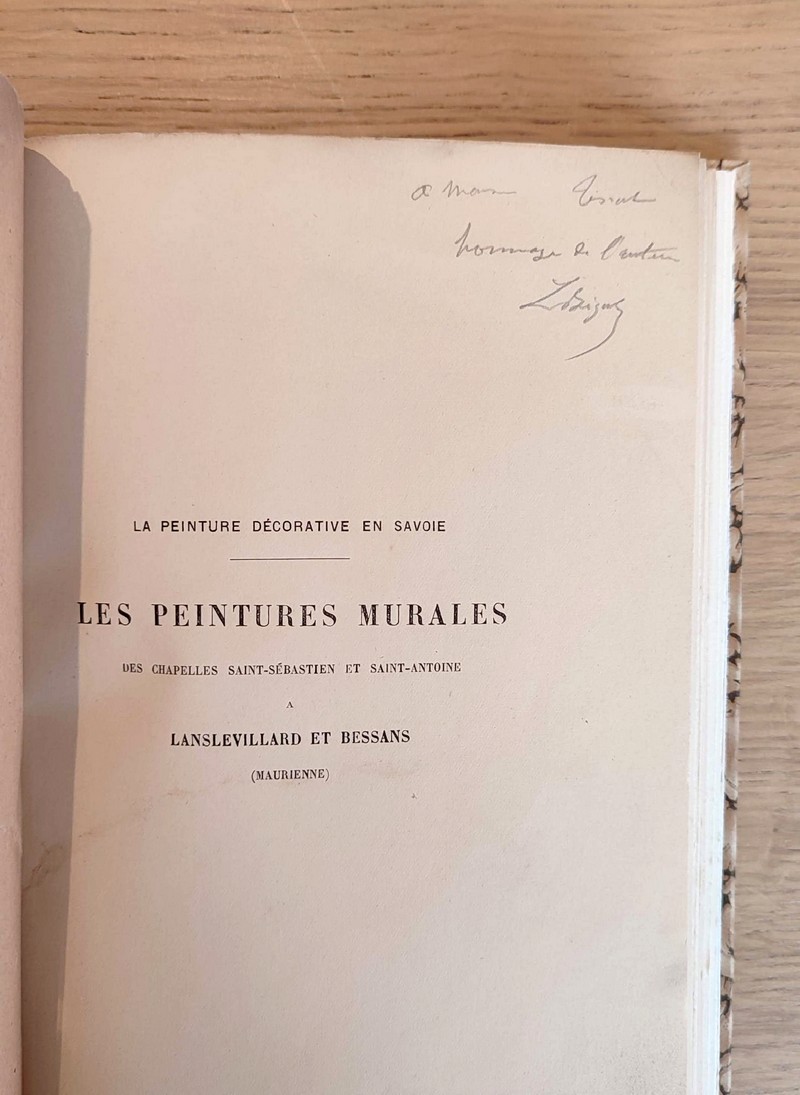 hommage de l'auteur
LA PEINTURE DÉCORATIVE EN SAVOIE
LES PEINTURES MURALES
DES CHAPELLES SAINT-SÉBASTIEN ET SAINT-ANTOINE
A
LANSLEVILLARD ET BESSANS
(MAURIENNE)